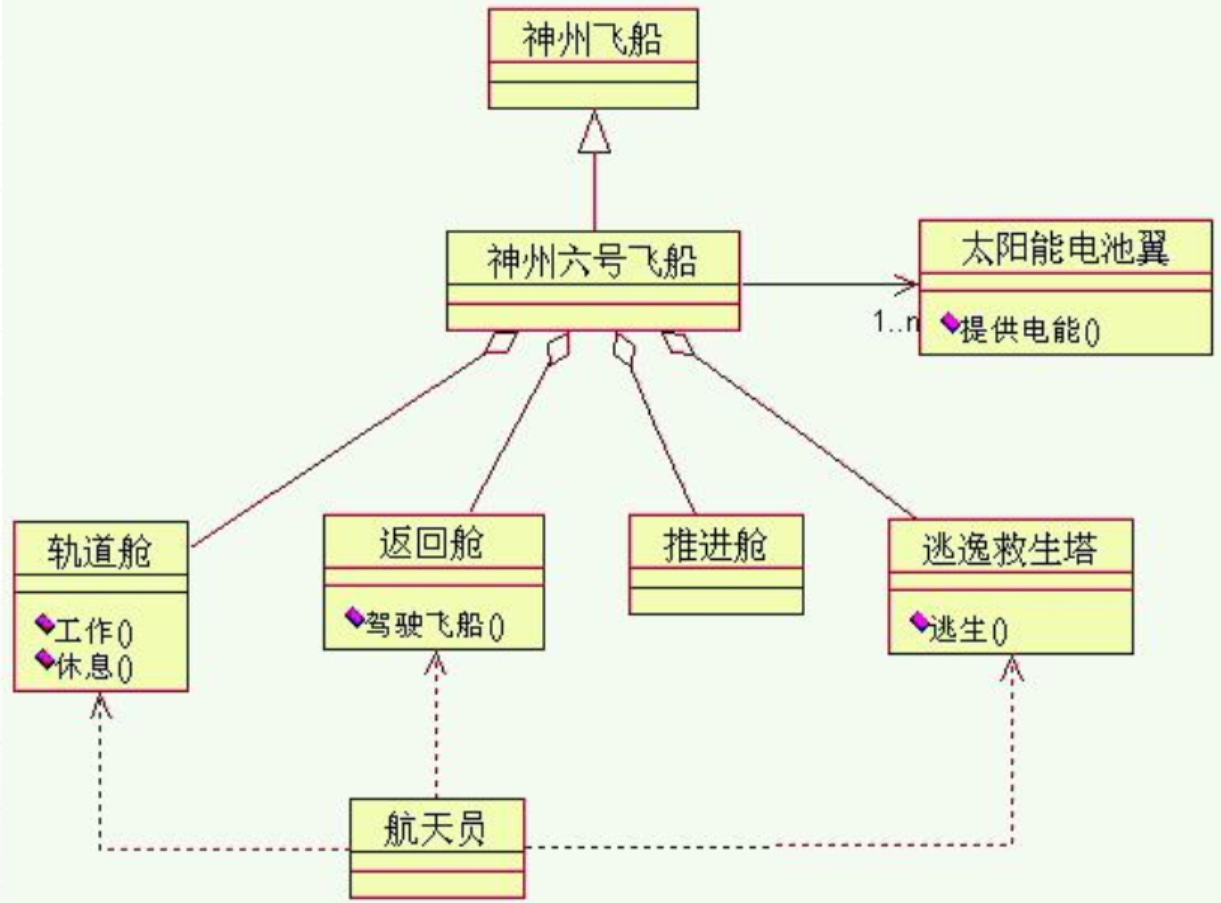 神州飞船
神州六号飞船
太阳能电池翼
1..n
提供电能()
轨道舱
工作()
休息()
返回舱
驾驶飞船()
推进舱
逃逸救生塔
逃生()
航天员